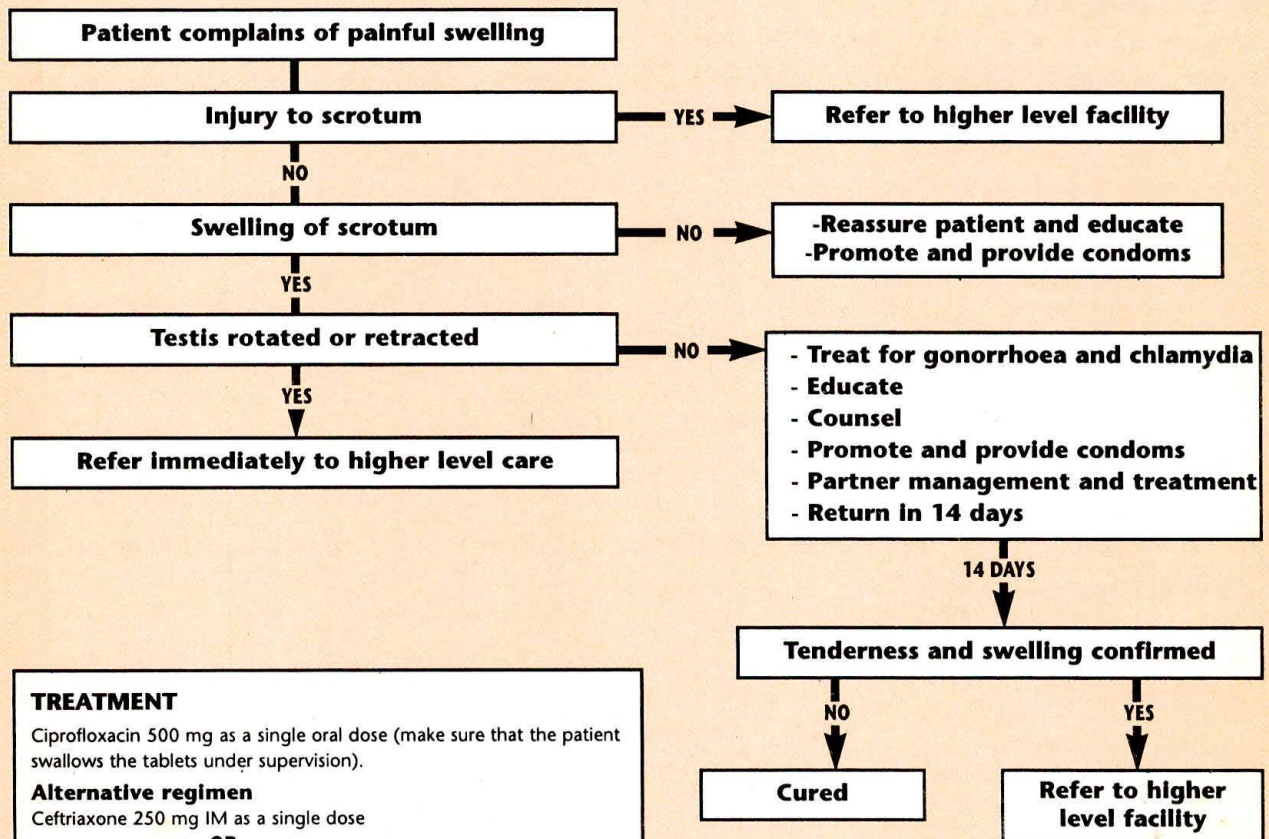 Patient complains of painful swelling
Injury to scrotum
YES
Refer to higher level facility
NO
Swelling of scrotum
NO
-Reassure patient and educate
-Promote and provide condoms
YES
Testis rotated or retracted
NO
- Treat for gonorrhoea and chlamydia
- Educate
- Counsel
- Promote and provide condoms
- Partner management and treatment
- Return in 14 days
YES
Refer immediately to higher level care
14 DAYS
Tenderness and swelling confirmed
NO
YES
Cured
Refer to higher
level facility
TREATMENT
Ciprofloxacin 500 mg as a single oral dose (make sure that the patient
swallows the tablets under supervision).
Alternative regimen
Ceftriaxone 250 mg IM as a single dose
OR